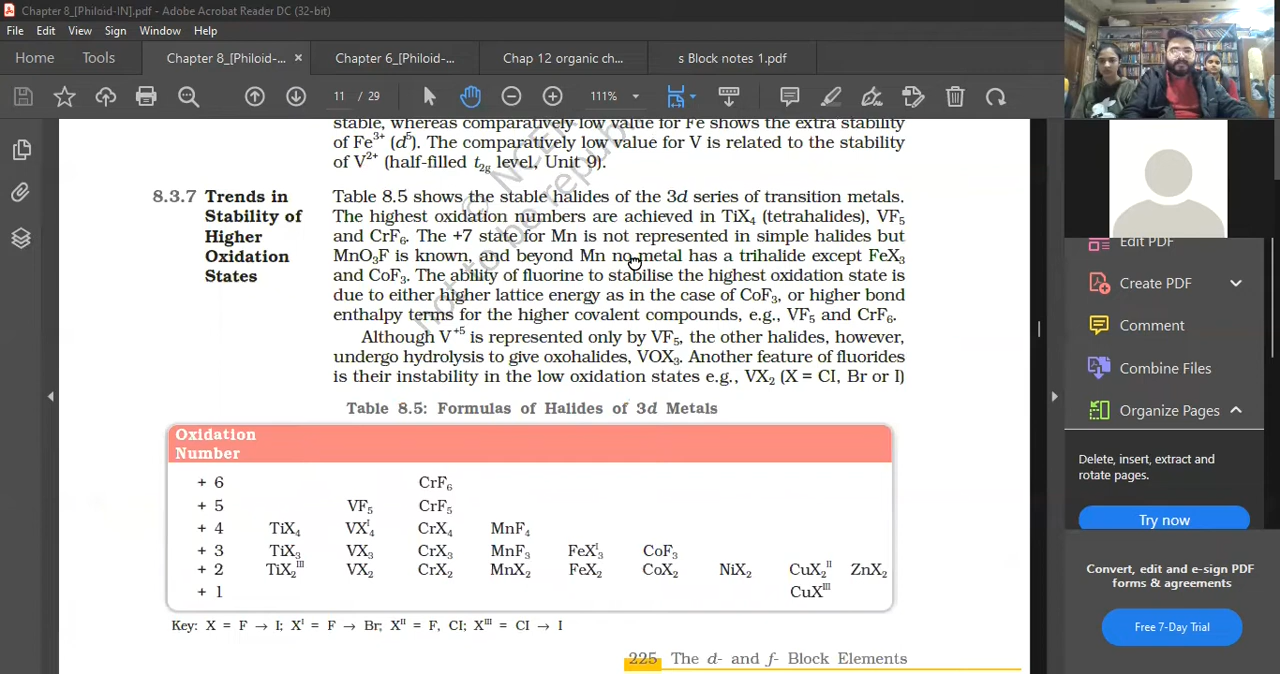 Chapter 8_[Philoid-IN].pdf - Adobe Acrobat Reader DC (32-bit)
File Edit View Sign Window Help
Home Tools Chapter 8_[Philoid-... × Chapter 6_[Philoid-... Chap 12 organic ch... s Block notes 1.pdf
11 / 29 111%
stable, whereas comparatively low value for Fe shows the extra stability
of Fe³⁺ (d⁵). The comparatively low value for V is related to the stability
of V²⁺ (half-filled t₂g level, Unit 9).
8.3.7 Trends in Stability of Higher Oxidation States
Table 8.5 shows the stable halides of the 3d series of transition metals.
The highest oxidation numbers are achieved in TiX₄ (tetrahalides), VF₅
and CrF₆. The +7 state for Mn is not represented in simple halides but
MnO₃F is known, and beyond Mn no metal has a trihalide except FeX₃
and CoF₃. The ability of fluorine to stabilise the highest oxidation state is
due to either higher lattice energy as in the case of CoF₃, or higher bond
enthalpy terms for the higher covalent compounds, e.g., VF₅ and CrF₆.
Although V⁺⁵ is represented only by VF₅, the other halides, however,
undergo hydrolysis to give oxohalides, VOX₃. Another feature of fluorides
is their instability in the low oxidation states e.g., VX₂ (X = CI, Br or I)
Table 8.5: Formulas of Halides of 3d Metals
Oxidation
Number
+ 6 CrF₆
+ 5 VF₅ CrF₅
+ 4 TiX₄ VXᴵ₄ CrX₄ MnF₄
+ 3 TiX₃ VX₃ CrX₃ MnF₃ FeXᴵ₃ CoF₃
+ 2 TiX₂ᴵᴵᴵ VX₂ CrX₂ MnX₂ FeX₂ CoX₂ NiX₂ CuX₂ᴵᴵ ZnX₂
+ 1 CuXᴵᴵᴵ
Key: X = F → I; Xᴵ = F → Br; Xᴵᴵ = F, CI; Xᴵᴵᴵ = CI → I
225 The d- and f- Block Elements
© NCE
not to be repub
Edit PDF
Create PDF
Comment
Combine Files
Organize Pages
Delete, insert, extract and
rotate pages.
Try now
Convert, edit and e-sign PDF
forms & agreements
Free 7-Day Trial